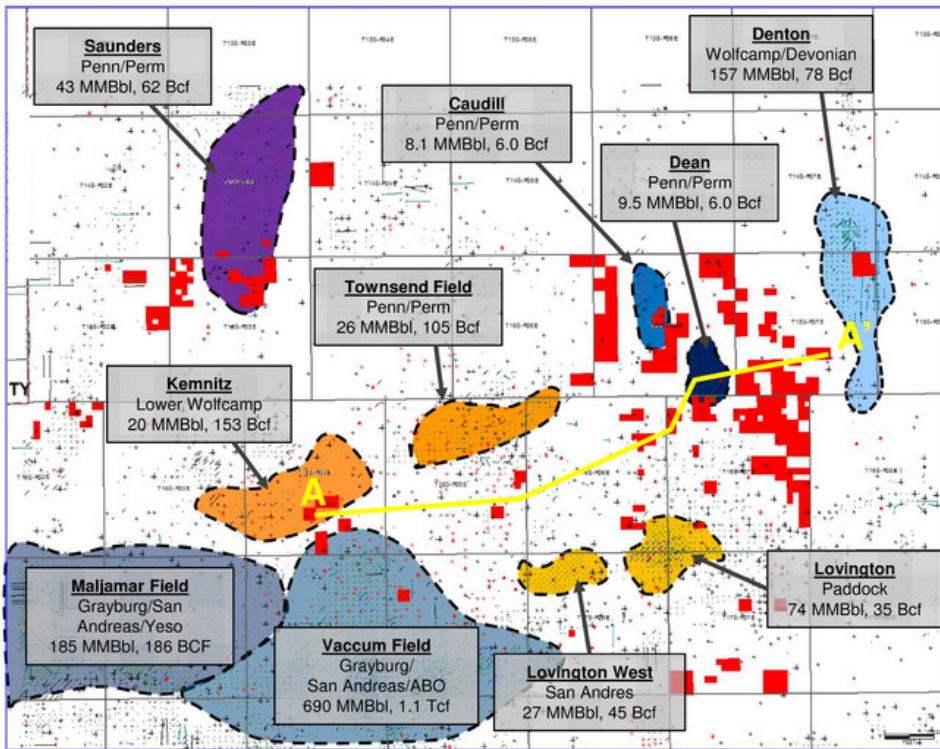 Saunders
Penn/Perm
43 MMBbl, 62 Bcf
Denton
Wolfcamp/Devonian
157 MMBbl, 78 Bcf
Caudill
Penn/Perm
8.1 MMBbl, 6.0 Bcf
Dean
Penn/Perm
9.5 MMBbl, 6.0 Bcf
Townsend Field
Penn/Perm
26 MMBbl, 105 Bcf
A'
TY
Kemnitz
Lower Wolfcamp
20 MMBbl, 153 Bcf
A
Maljamar Field
Grayburg/San
Andreas/Yeso
185 MMBbl, 186 BCF
Vaccum Field
Grayburg/
San Andreas/ABO
690 MMBbl, 1.1 Tcf
Lovington West
San Andres
27 MMBbl, 45 Bcf
Lovington
Paddock
74 MMBbl, 35 Bcf